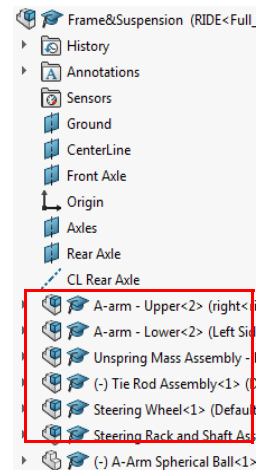 Frame&Suspension (RIDE<Full_
History
Annotations
Sensors
Ground
CenterLine
Front Axle
Origin
Axles
Rear Axle
CL Rear Axle
A-arm - Upper<2> (right<
A-arm - Lower<2> (Left Sid
Unspring Mass Assembly -
(-) Tie Rod Assembly<1> (
Steering Wheel<1> (Default
Steering Rack and Shaft Ass
(-) A-Arm Spherical Ball<1>